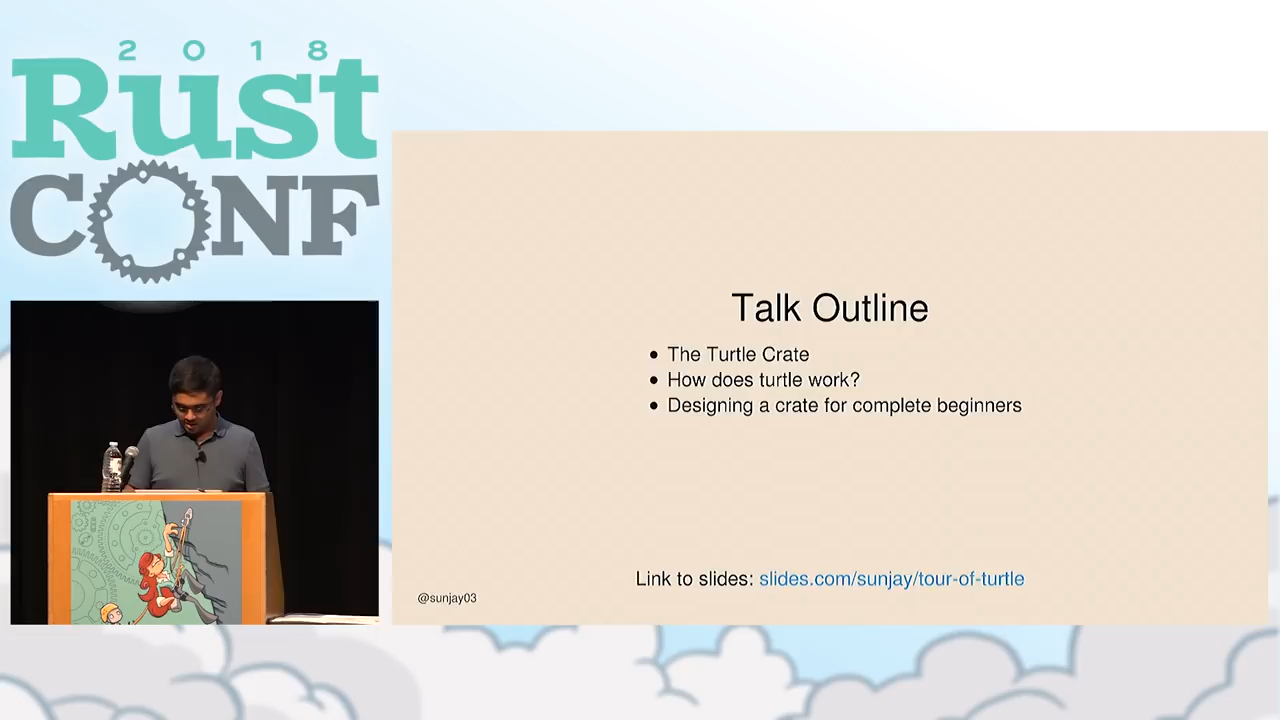 2018
Rust
CONF
Talk Outline
• The Turtle Crate
• How does turtle work?
• Designing a crate for complete beginners
Link to slides: slides.com/sunjay/tour-of-turtle
@sunjay03